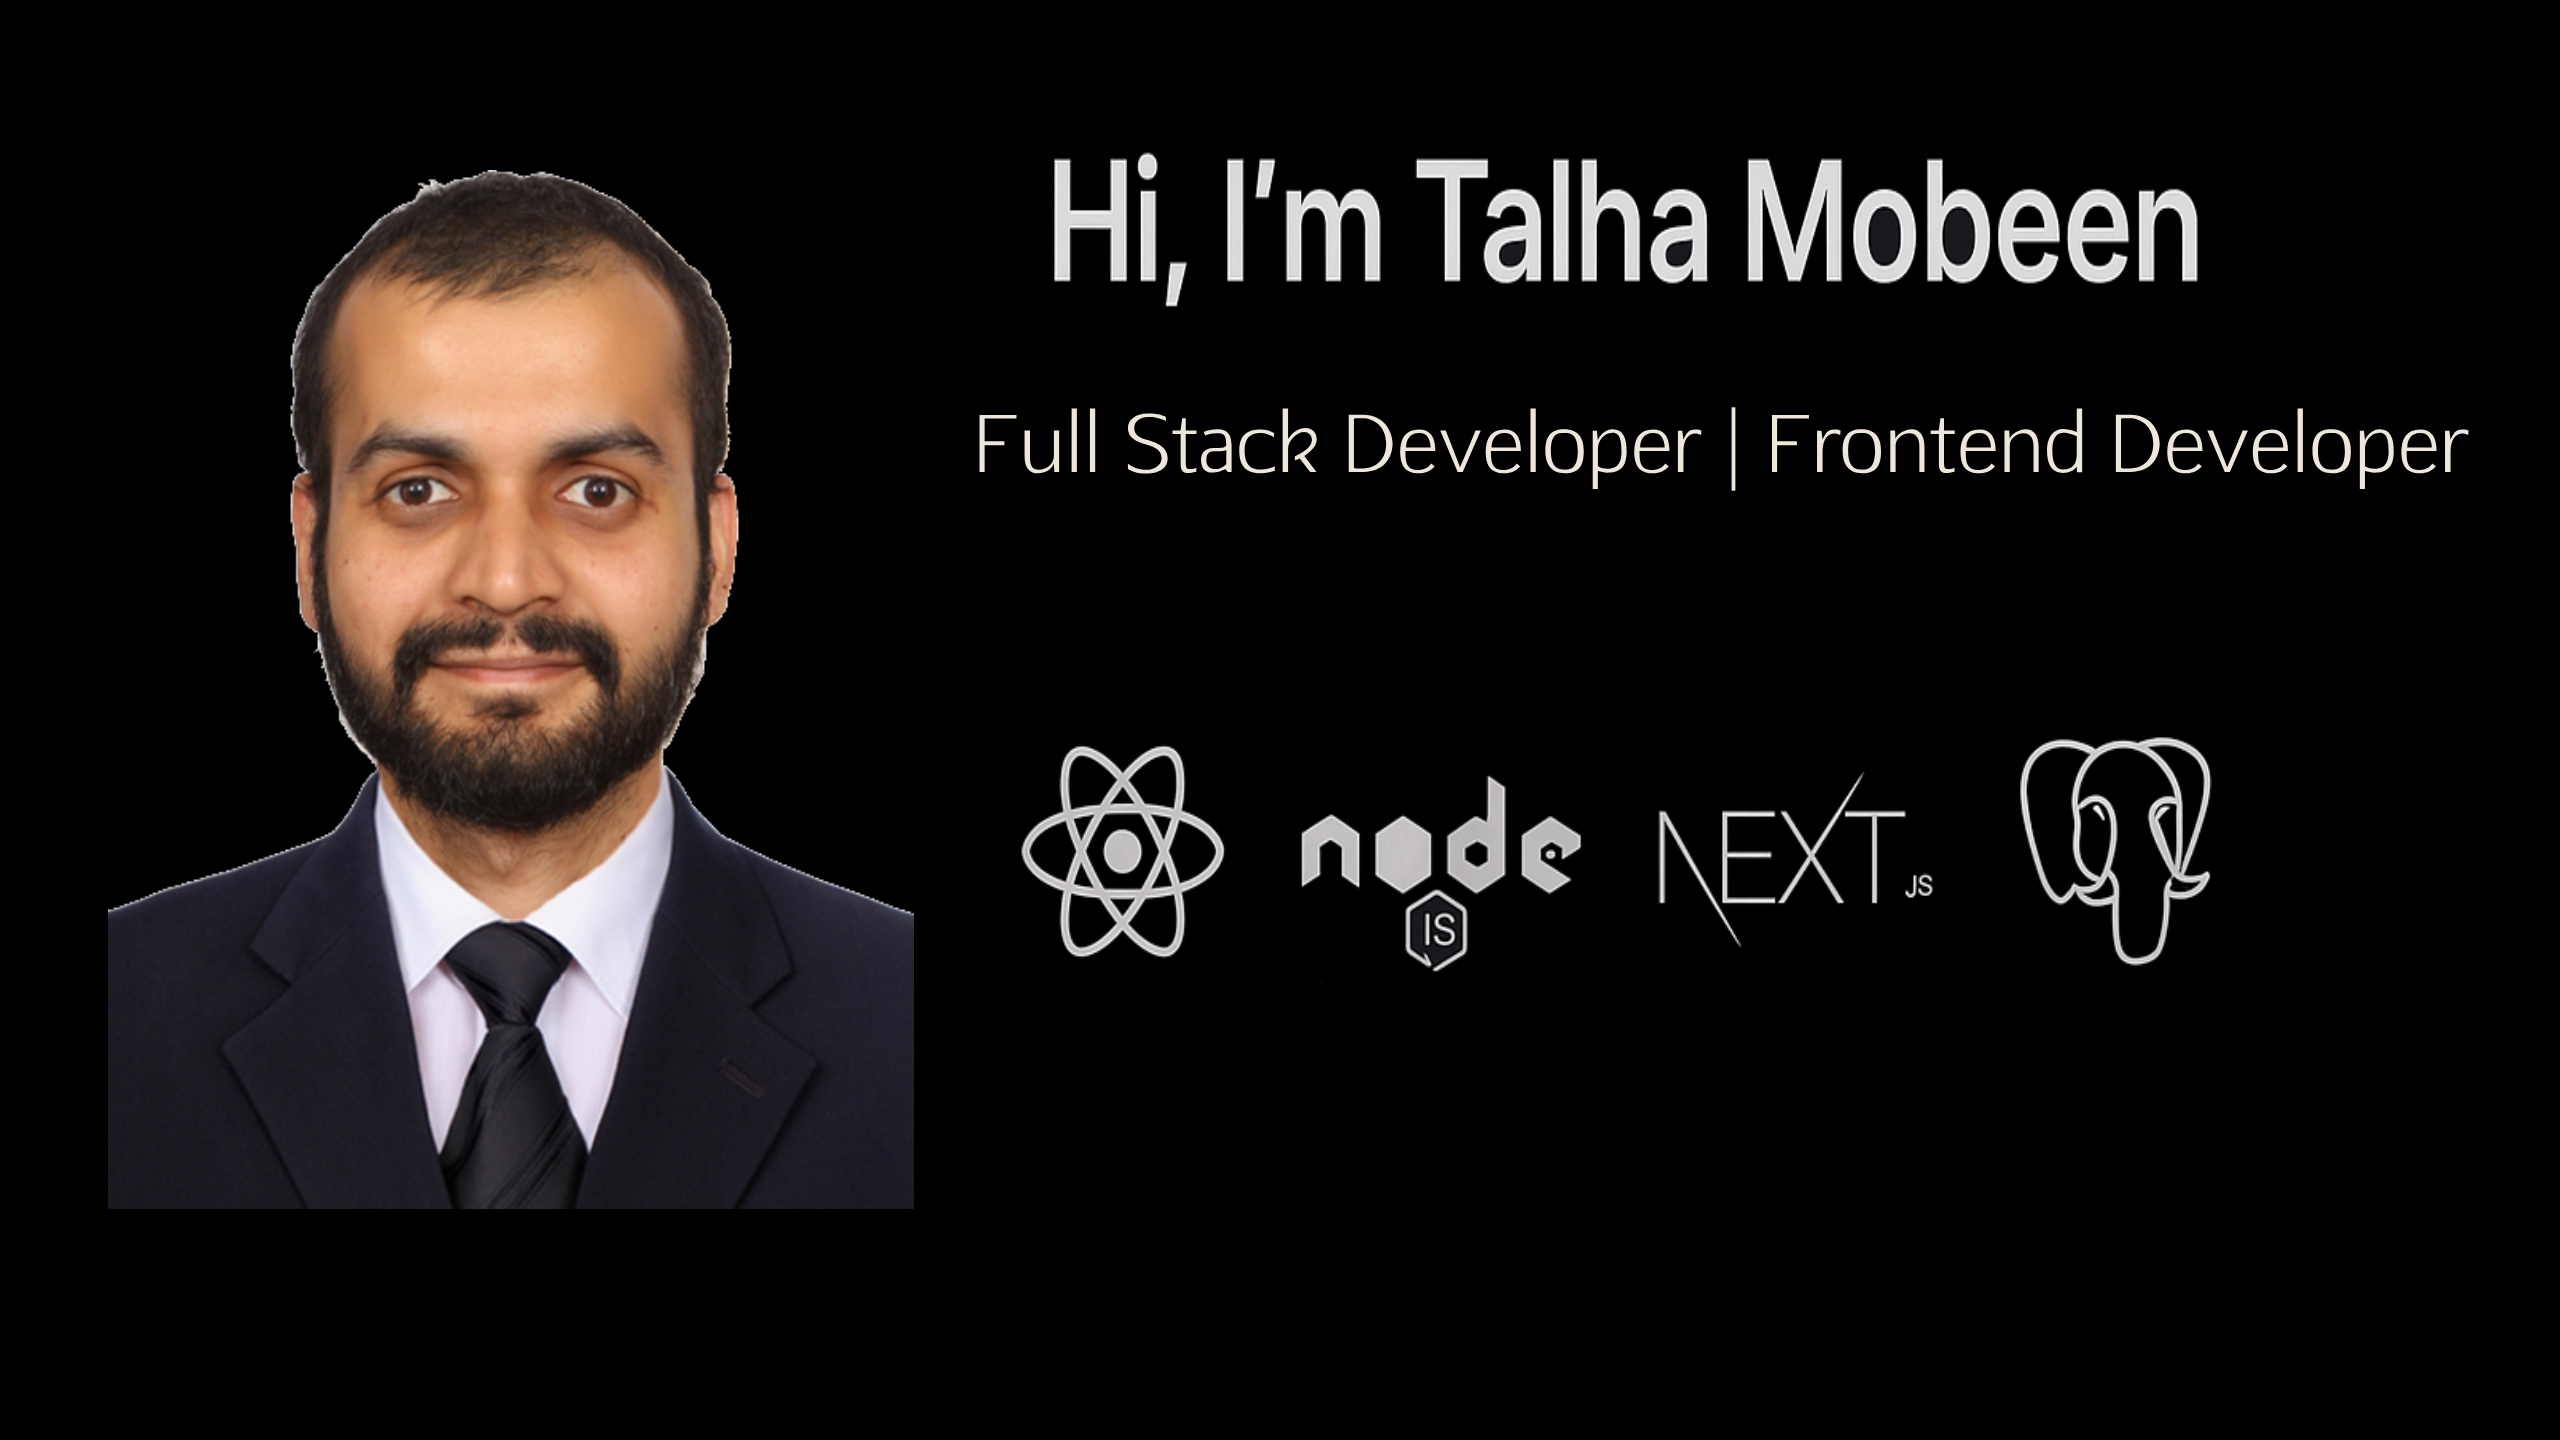 Hi, I’m Talha Mobeen
Full Stack Developer | Frontend Developer
node
JS
NEXT.JS